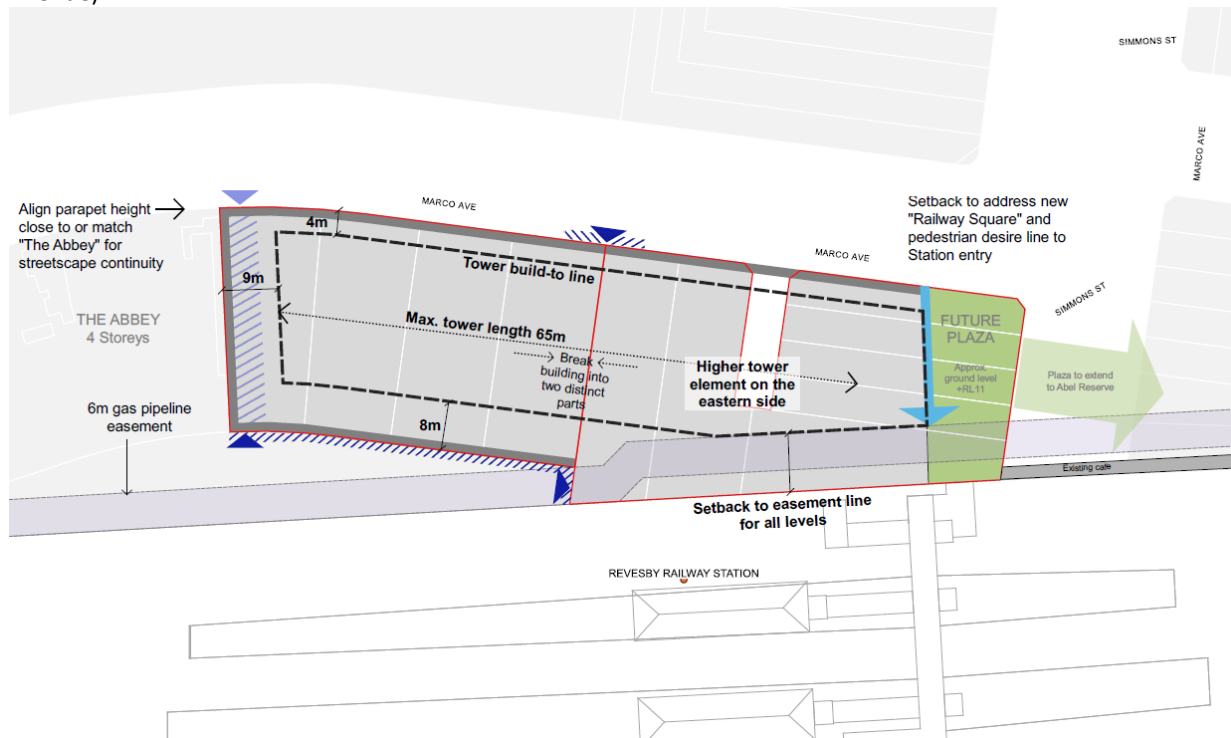 SIMMONS ST
MARCO AVE
Align parapet height
close to or match
"The Abbey" for
streetscape continuity
MARCO AVE
4m
Setback to address new
"Railway Square" and
pedestrian desire line to
Station entry
MARCO AVE
Tower build-to line
9m
SIMMONS ST
THE ABBEY
4 Storeys
Max. tower length 65m
FUTURE
PLAZA
Break
building into
two distinct
parts
Higher tower
element on the
eastern side
Approx.
ground level
+RL11
Plaza to extend
to Abel Reserve
6m gas pipeline
easement
8m
Existing cafe
Setback to easement line
for all levels
REVESBY RAILWAY STATION